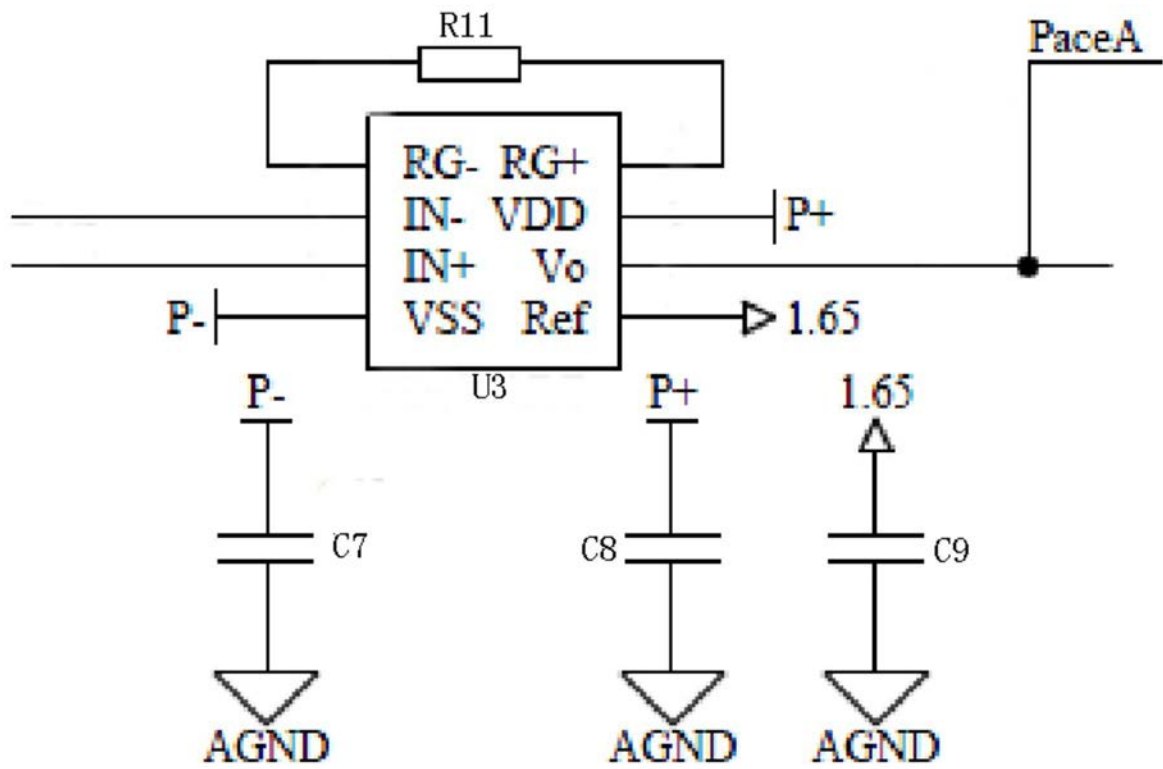 R11
PaceA
RG- RG+
IN- VDD
P+
IN+ Vo
P-
VSS Ref
1.65
U3
P-
P+
1.65
C7
C8
C9
AGND
AGND
AGND